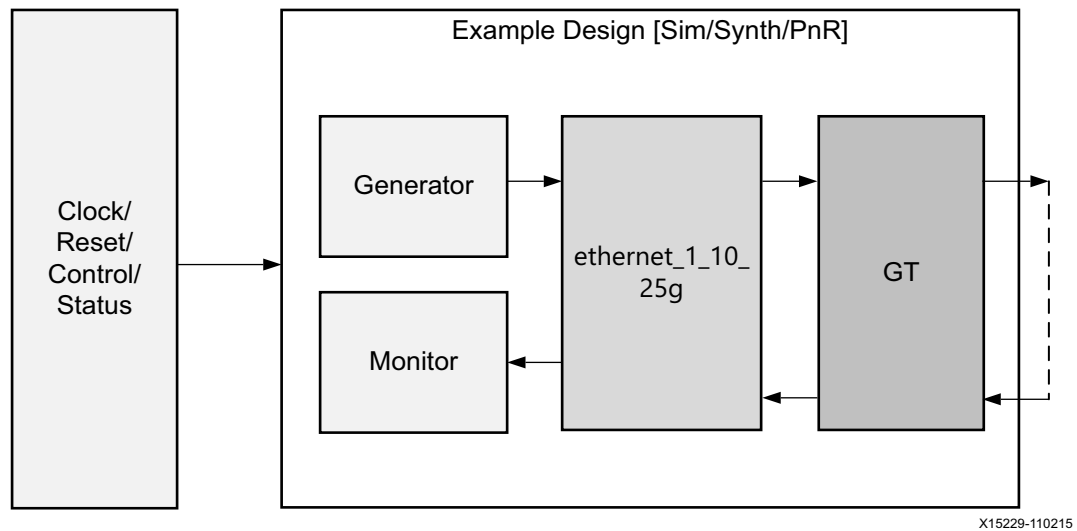 Example Design [Sim/Synth/PnR]
Clock/
Reset/
Control/
Status
Generator
Monitor
ethernet_1_10_
25g
GT
X15229-110215